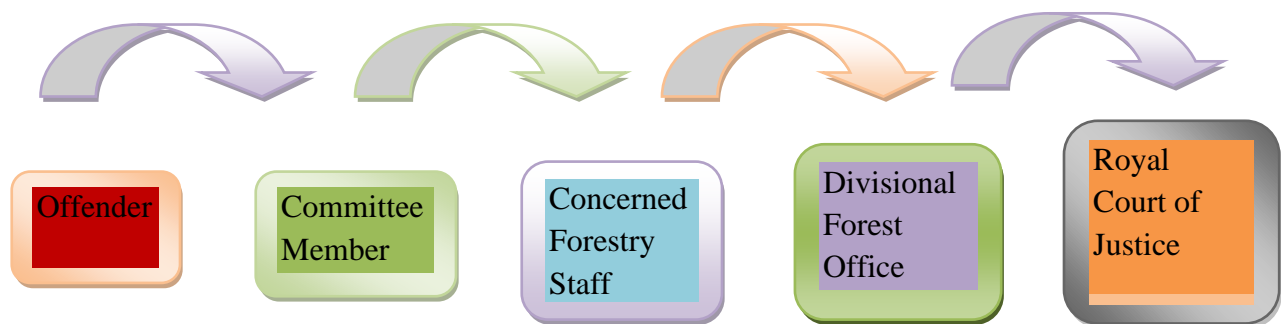 Offender
Committee
Member
Concerned
Forestry
Staff
Divisional
Forest
Office
Royal
Court of
Justice